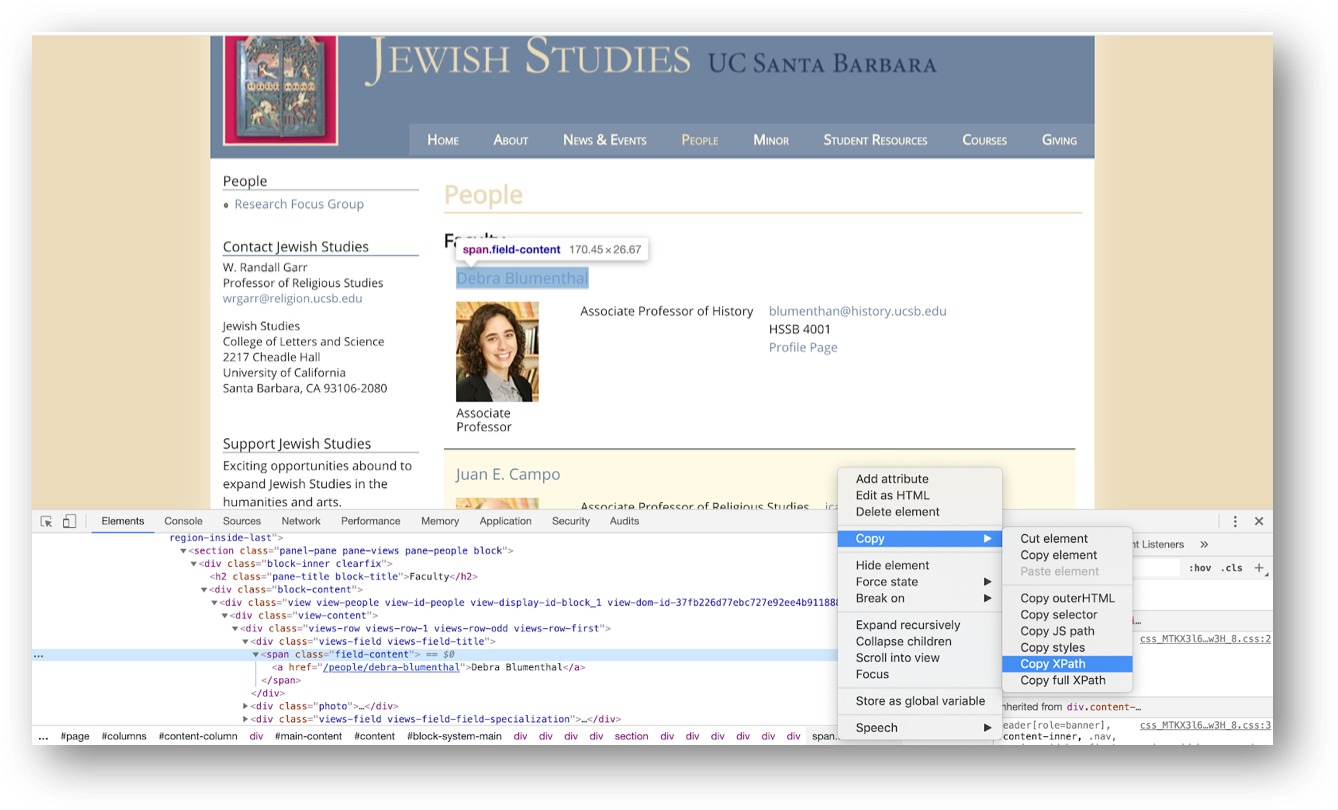 JEWISH STUDIES UC SANTA BARBARA
HOME ABOUT NEWS & EVENTS PEOPLE MINOR STUDENT RESOURCES COURSES GIVING
People
Research Focus Group
Contact Jewish Studies
W. Randall Garr
Professor of Religious Studies
wrgarr@religion.ucsb.edu
Jewish Studies
College of Letters and Science
2217 Cheadle Hall
University of California
Santa Barbara, CA 93106-2080
Support Jewish Studies
Exciting opportunities abound to
expand Jewish Studies in the
humanities and arts.
People
Faculty
span.field-content 170.45 × 26.67
Debra Blumenthal
Associate Professor of History
blumenthan@history.ucsb.edu
HSSB 4001
Profile Page
Associate
Professor
Juan E. Campo
Associate Professor of Religious Studies
Elements Console Sources Network Performance Memory Application Security Audits
region-inside-last">
▼<section class="panel-pane pane-views pane-people block">
▼<div class="block-inner clearfix">
<h2 class="pane-title block-title">Faculty</h2>
▼<div class="block-content">
▼<div class="view view-people view-id-people view-display-id-block_1 view-dom-id-37fb226d77ebc727e92ee4b911888
▼<div class="view-content">
▼<div class="views-row views-row-1 views-row-odd views-row-first">
▼<div class="views-field views-field-title">
... ▼<span class="field-content"> == $0
<a href="/people/debra-blumenthal">Debra Blumenthal</a>
</span>
</div>
▶<div class="photo">…</div>
▶<div class="views-field views-field-field-specialization">…</div>
... #page #columns #content-column div #main-content #content #block-system-main div div div div section div div div div div div span.
Add attribute
Edit as HTML
Delete element
Copy ▶
Hide element
Force state ▶
Break on ▶
Expand recursively
Collapse children
Scroll into view
Focus
Store as global variable
Speech ▶
Cut element
Copy element
Paste element
Copy outerHTML
Copy selector
Copy JS path
Copy styles
Copy XPath
Copy full XPath
nt Listeners »
:hov .cls +
css_MTKX3l6…w3H_8.css:2
nherited from div.content-…
eader[role=banner], css_MTKX3l6…w3H_8.css:3
content-inner, .nav,